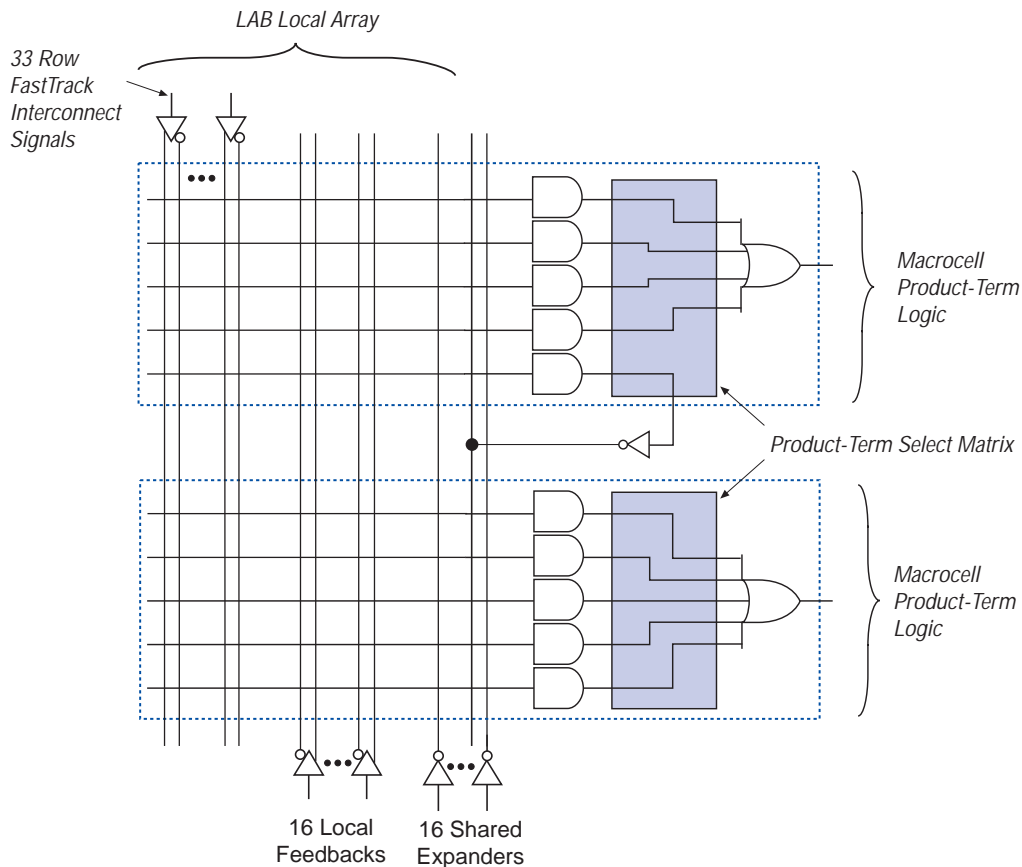 LAB Local Array
33 Row
FastTrack
Interconnect
Signals
Macrocell
Product-Term
Logic
Product-Term Select Matrix
Macrocell
Product-Term
Logic
16 Local
Feedbacks
16 Shared
Expanders